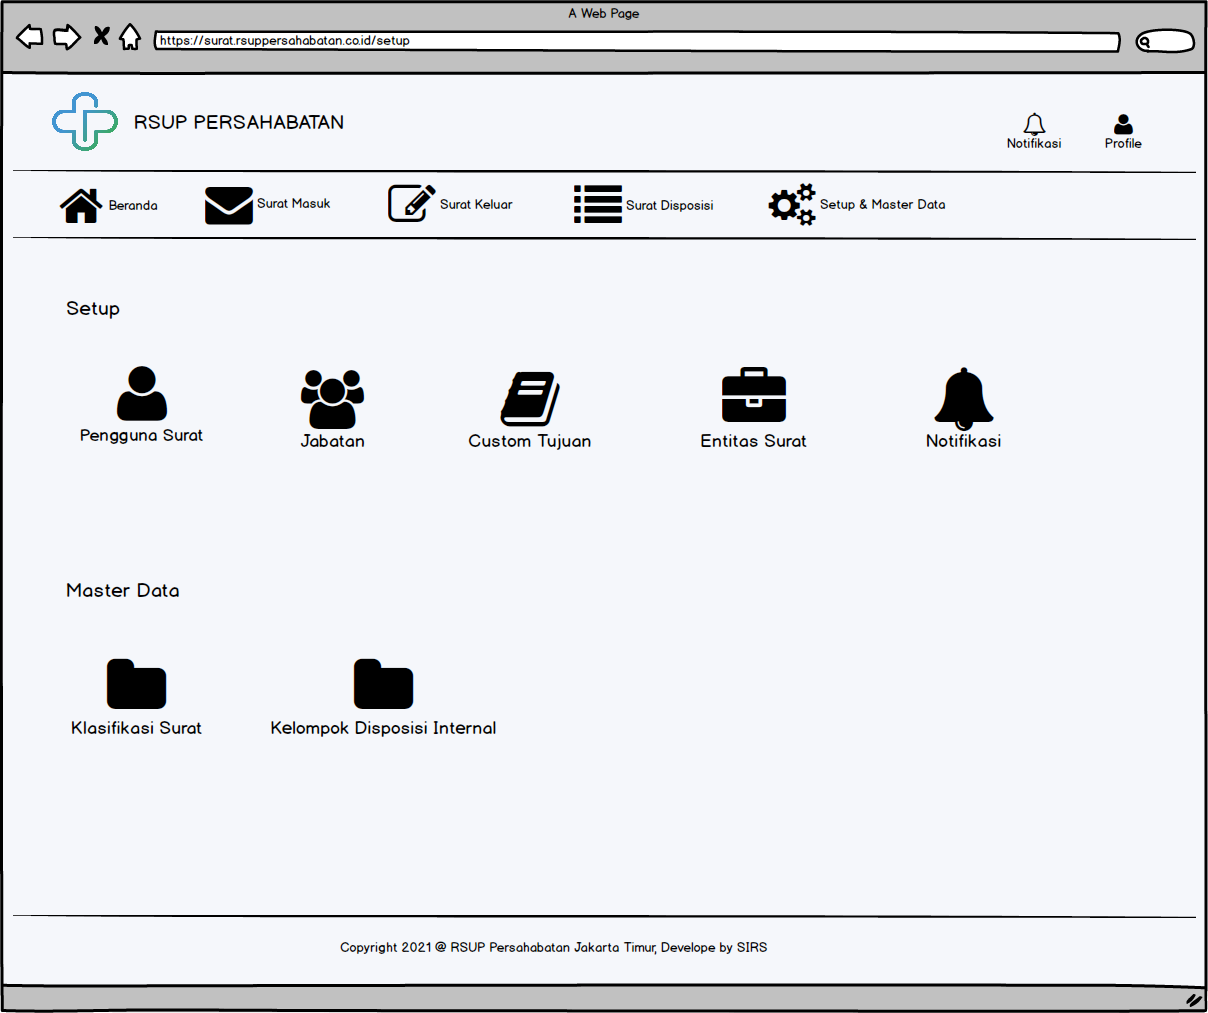 A Web Page
https://surat.rsuppersahabatan.co.id/setup
RSUP PERSAHABATAN
Notifikasi
Profile
Beranda
Surat Masuk
Surat Keluar
Surat Disposisi
Setup & Master Data
Setup
Pengguna Surat
Jabatan
Custom Tujuan
Entitas Surat
Notifikasi
Master Data
Klasifikasi Surat
Kelompok Disposisi Internal
Copyright 2021 @ RSUP Persahabatan Jakarta Timur, Develope by SIRS